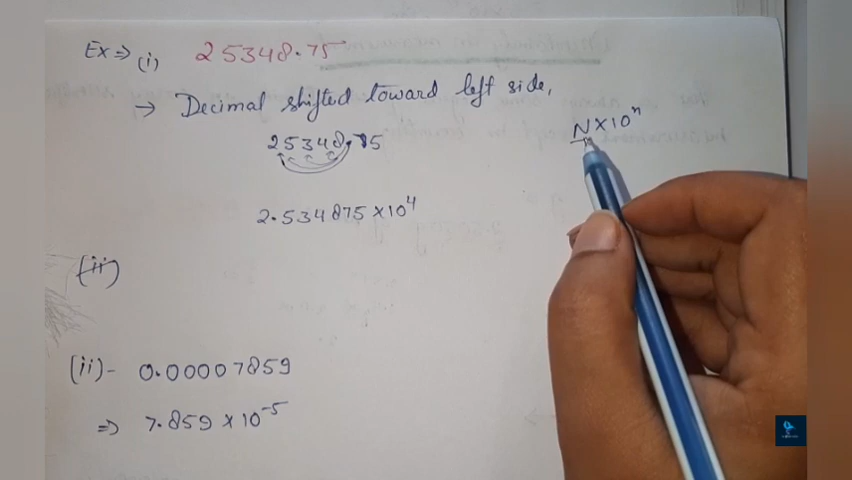 Ex⇒ (i) 25348.75
→ Decimal shifted toward left side,
N×10ⁿ
25348.75
2.534875 × 10⁴
(ii)
(ii)- 0.00007859
⇒ 7.859 × 10⁻⁵